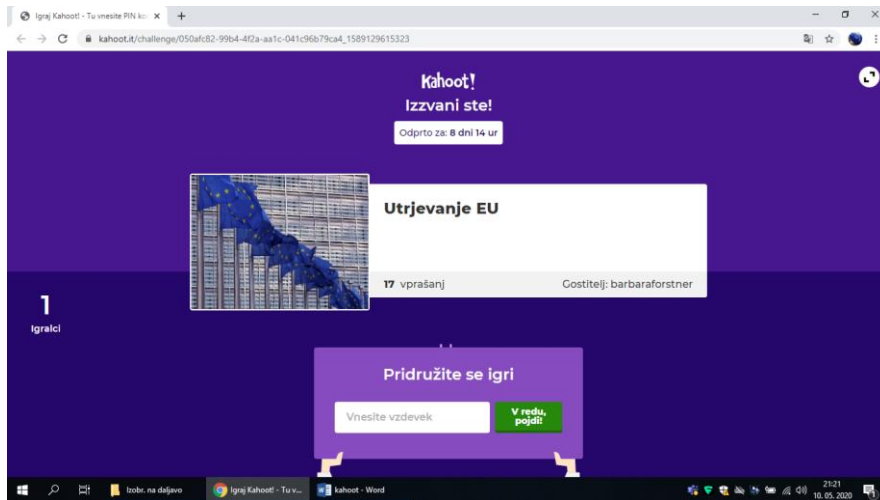 Igraj Kahoot! - Tu vnesite PIN ko
kahoot.it/challenge/050afc82-99b4-4f2a-aa1c-041c96b79ca4_1589129615323
Kahoot!
Izzvani ste!
Odprto za: 8 dni 14 ur
Utrjevanje EU
17 vprašanj
Gostitelj: barbaraforstner
1
Igralci
Pridružite se igri
Vnesite vzdevek
V redu,
pojdi!
Izobr. na daljavo
Igraj Kahoot! - Tu v...
kahoot - Word
21:21
10. 05. 2020